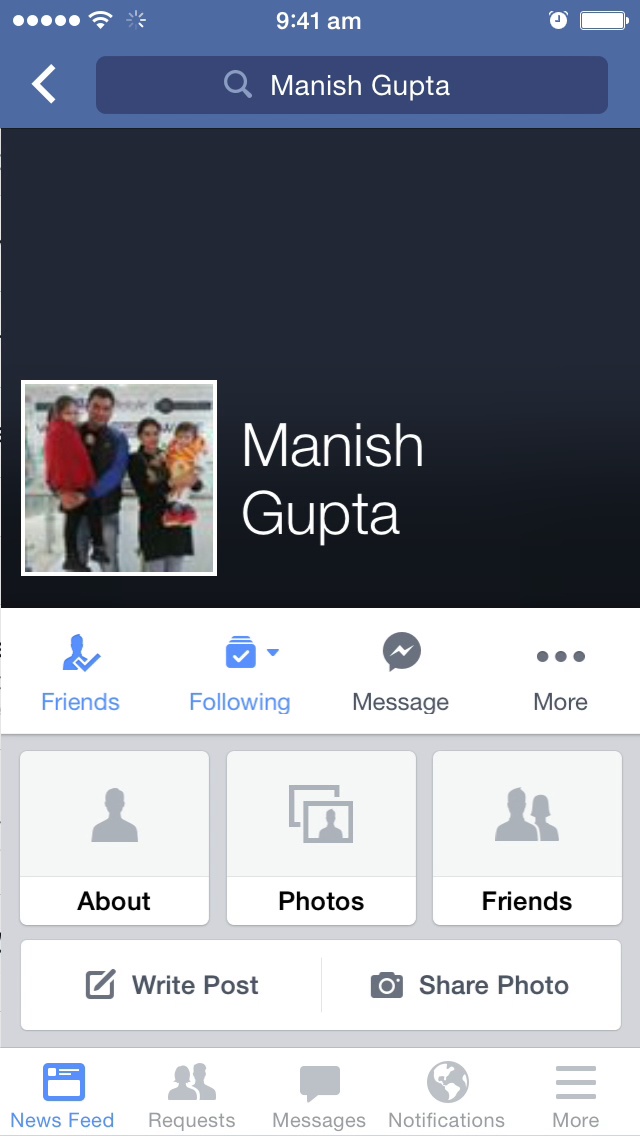 9:41 am
Manish Gupta
Manish
Gupta
Friends
Following
Message
More
About
Photos
Friends
Write Post
Share Photo
News Feed
Requests
Messages
Notifications
More